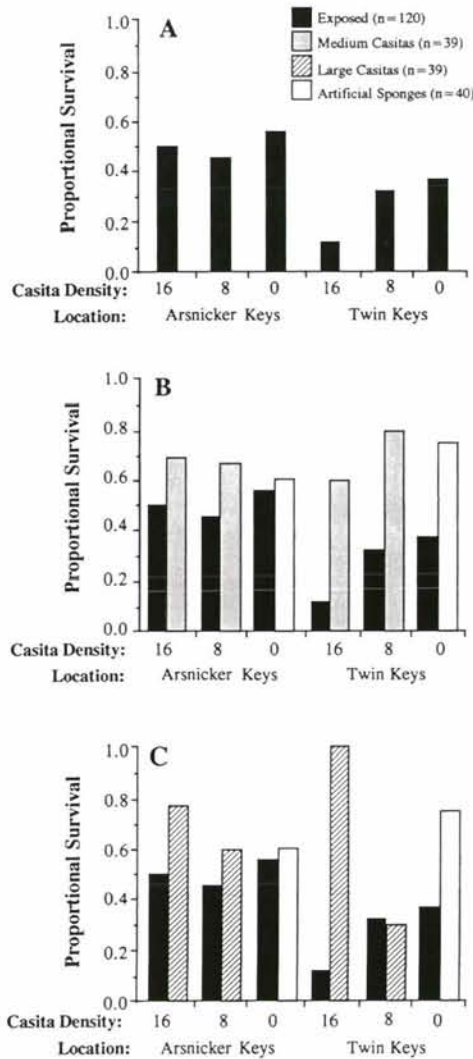 A
Exposed (n=120)
Medium Casitas (n=39)
Large Casitas (n=39)
Artificial Sponges (n=40)
Proportional Survival
1.0
0.8
0.6
0.4
0.2
0.0
Casita Density: 16 8 0 16 8 0
Location: Arsnicker Keys Twin Keys
B
Proportional Survival
1.0
0.8
0.6
0.4
0.2
0.0
Casita Density: 16 8 0 16 8 0
Location: Arsnicker Keys Twin Keys
C
Proportional Survival
1.0
0.8
0.6
0.4
0.2
0.0
Casita Density: 16 8 0 16 8 0
Location: Arsnicker Keys Twin Keys